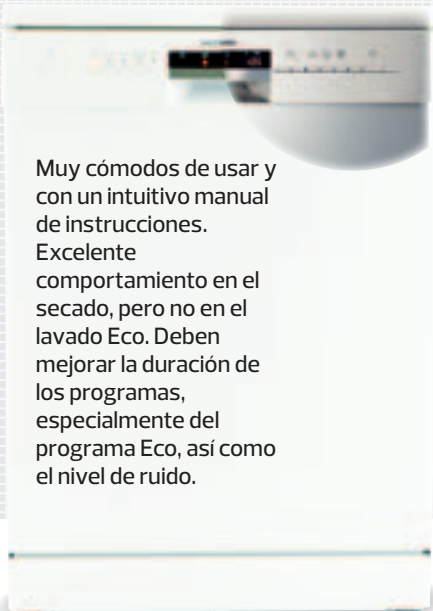 Muy cómodos de usar y
con un intuitivo manual
de instrucciones.
Excelente
comportamiento en el
secado, pero no en el
lavado Eco. Deben
mejorar la duración de
los programas,
especialmente del
programa Eco, así como
el nivel de ruido.